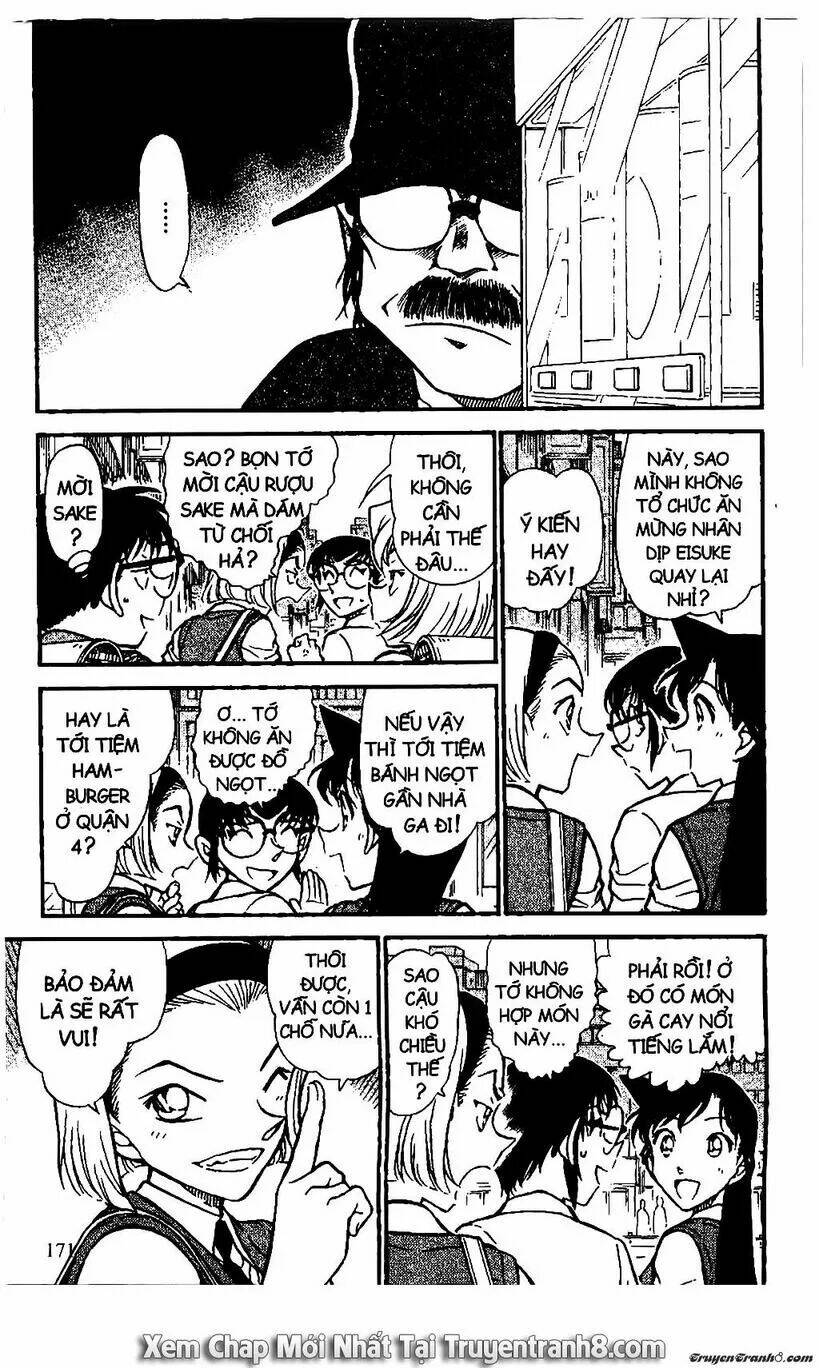 ......
NÀY, SAO
MÌNH KHÔNG
TỔ CHỨC ĂN
MỪNG NHÂN
DỊP EISUKE
QUAY LẠI
NHỈ?
Ý KIẾN
HAY
ĐẤY!
THÔI,
KHÔNG
CẦN
PHẢI THẾ
ĐÂU...
SAO? BỌN TỚ
MỜI CẬU RƯỢU
SAKE MÀ DÁM
TỪ CHỐI
HẢ?
MỜI
SAKE
?
NẾU VẬY
THÌ TỚI TIỆM
BÁNH NGỌT
GẦN NHÀ
GA ĐI!
Ơ... TỚ
KHÔNG ĂN
ĐƯỢC ĐỒ
NGỌT...
HAY LÀ
TỚI TIỆM
HAM-
BURGER
Ở QUẬN
4?
PHẢI RỒI! Ở
ĐÓ CÓ MÓN
GÀ CAY NỔI
TIẾNG LẮM!
NHƯNG
TỚ KHÔNG
HỢP MÓN
NÀY...
SAO
CẬU
KHÓ
CHIỀU
THẾ
?
THÔI
ĐƯỢC,
VẪN CÒN 1
CHỖ NƯA...
BẢO ĐẢM
LÀ SẼ RẤT
VUI!
171
Xem Chap Mới Nhất Tại Truyentranh8.com
TruyenTranh8.com